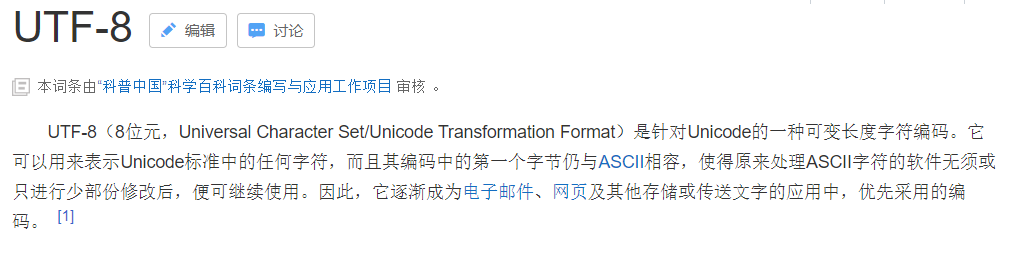 UTF-8 编辑 讨论
本词条由“科普中国”科学百科词条编写与应用工作项目 审核 。
UTF-8（8位元，Universal Character Set/Unicode Transformation Format）是针对Unicode的一种可变长度字符编码。它
可以用来表示Unicode标准中的任何字符，而且其编码中的第一个字节仍与ASCII相容，使得原来处理ASCII字符的软件无须或
只进行少部份修改后，便可继续使用。因此，它逐渐成为电子邮件、网页及其他存储或传送文字的应用中，优先采用的编
码。 [1]